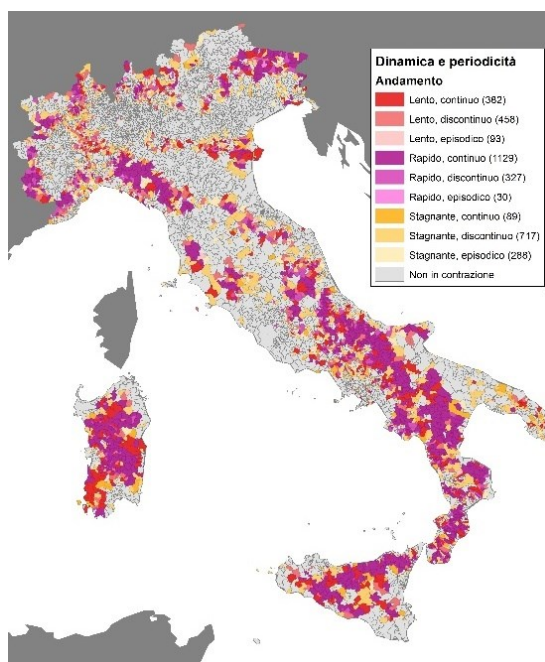 Dinamica e periodicità
Andamento
Lento, continuo (362)
Lento, discontinuo (458)
Lento, episodico (93)
Rapido, continuo (1129)
Rapido, discontinuo (327)
Rapido, episodico (30)
Stagnante, continuo (89)
Stagnante, discontinuo (717)
Stagnante, episodico (288)
Non in contrazione